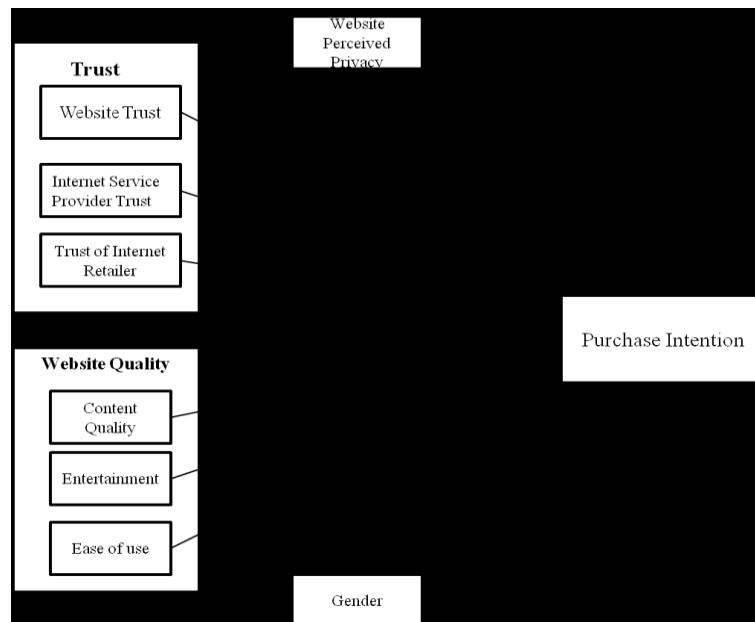 Website
Perceived
Privacy
Trust
Website Trust
Internet Service
Provider Trust
Trust of Internet
Retailer
Purchase Intention
Website Quality
Content
Quality
Entertainment
Ease of use
Gender